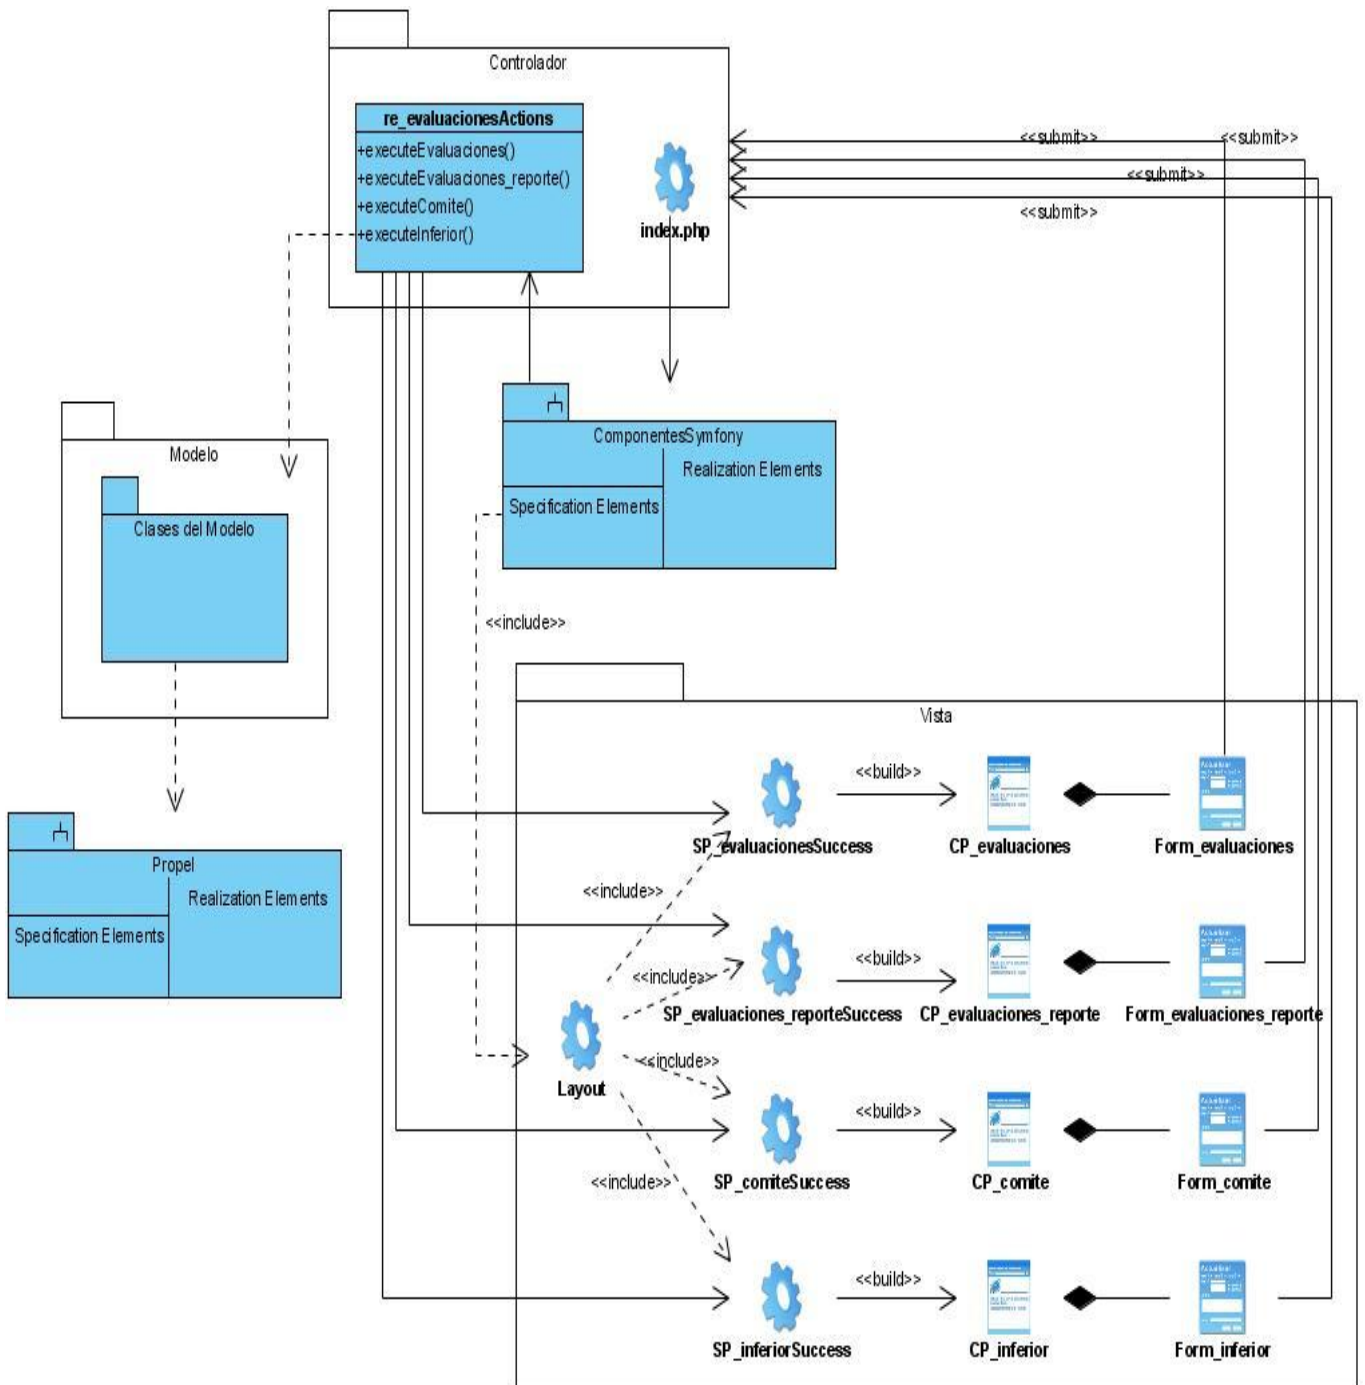 Controlador
re_evaluacionesActions
+executeEvaluaciones()
+executeEvaluaciones_reporte()
+executeComite()
+executeInferior()
index.php
<<submit>>
<<submit>>
<<submit>>
<<submit>>
ComponentesSymfony
Realization Elements
Specification Elements
Modelo
Clases del Modelo
<<include>>
Propel
Realization Elements
Specification Elements
Vista
<<build>>
SP_evaluacionesSuccess
CP_evaluaciones
Form_evaluaciones
<<include>>
<<build>>
<<include>>
SP_evaluaciones_reporteSuccess
CP_evaluaciones_reporte
Form_evaluaciones_reporte
<<include>>
Layout
<<build>>
SP_comiteSuccess
CP_comite
Form_comite
<<include>>
<<build>>
SP_inferiorSuccess
CP_inferior
Form_inferior